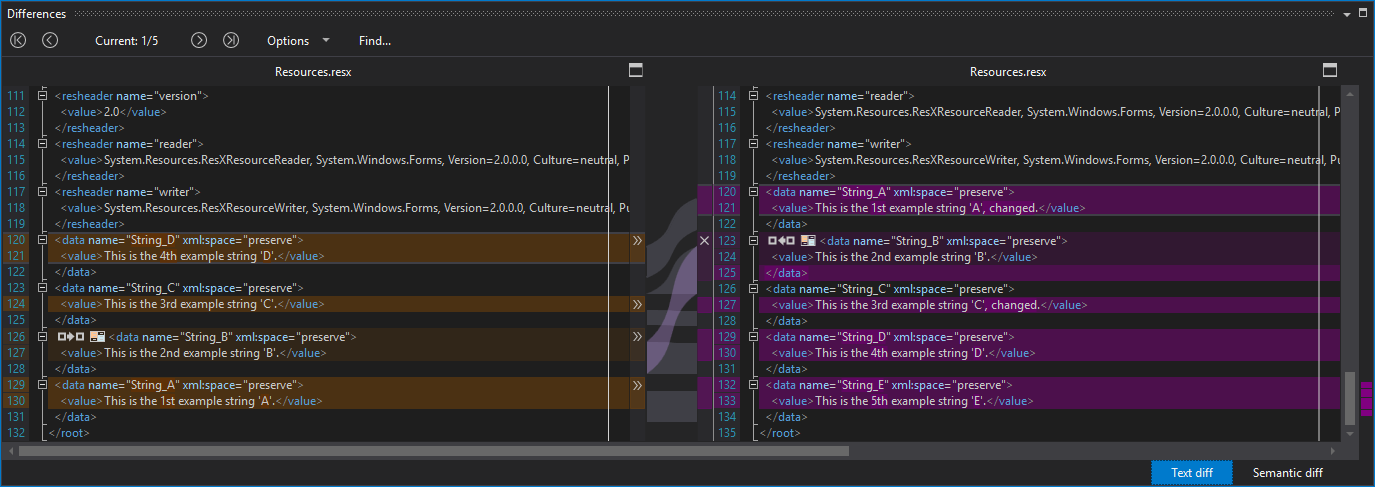 Differences
Current: 1/5 Options Find...
Resources.resx
111 <resheader name="version">
112 <value>2.0</value>
113 </resheader>
114 <resheader name="reader">
115 <value>System.Resources.ResXResourceReader, System.Windows.Forms, Version=2.0.0.0, Culture=neutral, Pu
116 </resheader>
117 <resheader name="writer">
118 <value>System.Resources.ResXResourceWriter, System.Windows.Forms, Version=2.0.0.0, Culture=neutral, Pu
119 </resheader>
120 <data name="String_D" xml:space="preserve">
121 <value>This is the 4th example string 'D'.</value>
122 </data>
123 <data name="String_C" xml:space="preserve">
124 <value>This is the 3rd example string 'C'.</value>
125 </data>
126 <data name="String_B" xml:space="preserve">
127 <value>This is the 2nd example string 'B'.</value>
128 </data>
129 <data name="String_A" xml:space="preserve">
130 <value>This is the 1st example string 'A'.</value>
131 </data>
132 </root>
Resources.resx
114 <resheader name="reader">
115 <value>System.Resources.ResXResourceReader, System.Windows.Forms, Version=2.0.0.0, Culture=neutral, P
116 </resheader>
117 <resheader name="writer">
118 <value>System.Resources.ResXResourceWriter, System.Windows.Forms, Version=2.0.0.0, Culture=neutral, P
119 </resheader>
120 <data name="String_A" xml:space="preserve">
121 <value>This is the 1st example string 'A', changed.</value>
122 </data>
123 <data name="String_B" xml:space="preserve">
124 <value>This is the 2nd example string 'B'.</value>
125 </data>
126 <data name="String_C" xml:space="preserve">
127 <value>This is the 3rd example string 'C', changed.</value>
128 </data>
129 <data name="String_D" xml:space="preserve">
130 <value>This is the 4th example string 'D'.</value>
131 </data>
132 <data name="String_E" xml:space="preserve">
133 <value>This is the 5th example string 'E'.</value>
134 </data>
135 </root>
Text diff Semantic diff